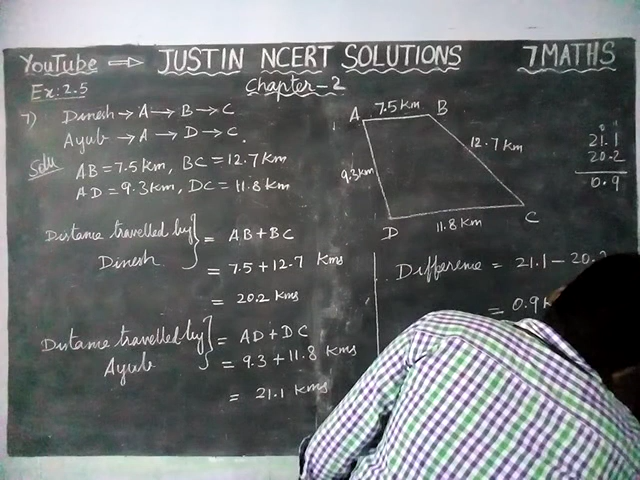 YouTube ⇒ JUSTIN NCERT SOLUTIONS 7 MATHS
Chapter-2
Ex: 2.5
7) Dinesh → A → B → C
Ayub → A → D → C.
Solu
AB = 7.5 km, BC = 12.7 km
AD = 9.3 km, DC = 11.8 km
Distance travelled by Dinesh } = AB + BC
= 7.5 + 12.7 kms
= 20.2 kms
Distance travelled by Ayub } = AD + DC
= 9.3 + 11.8 kms
= 21.1 kms
A 7.5 km B
12.7 km
9.3 km
D 11.8 km C
21.1
20.2
0.9
Difference = 21.1 - 20.2
= 0.9 k